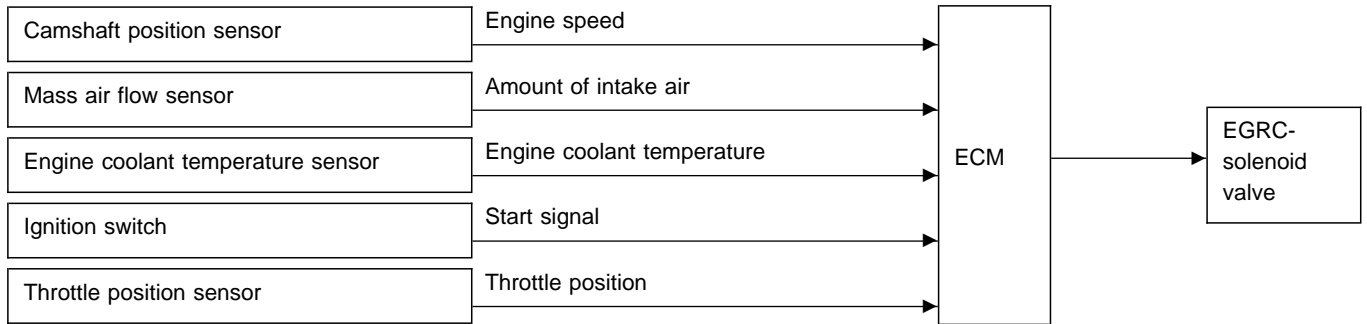 Camshaft position sensor
Engine speed
Mass air flow sensor
Amount of intake air
Engine coolant temperature sensor
Engine coolant temperature
Ignition switch
Start signal
Throttle position sensor
Throttle position
ECM
EGRC-
solenoid
valve